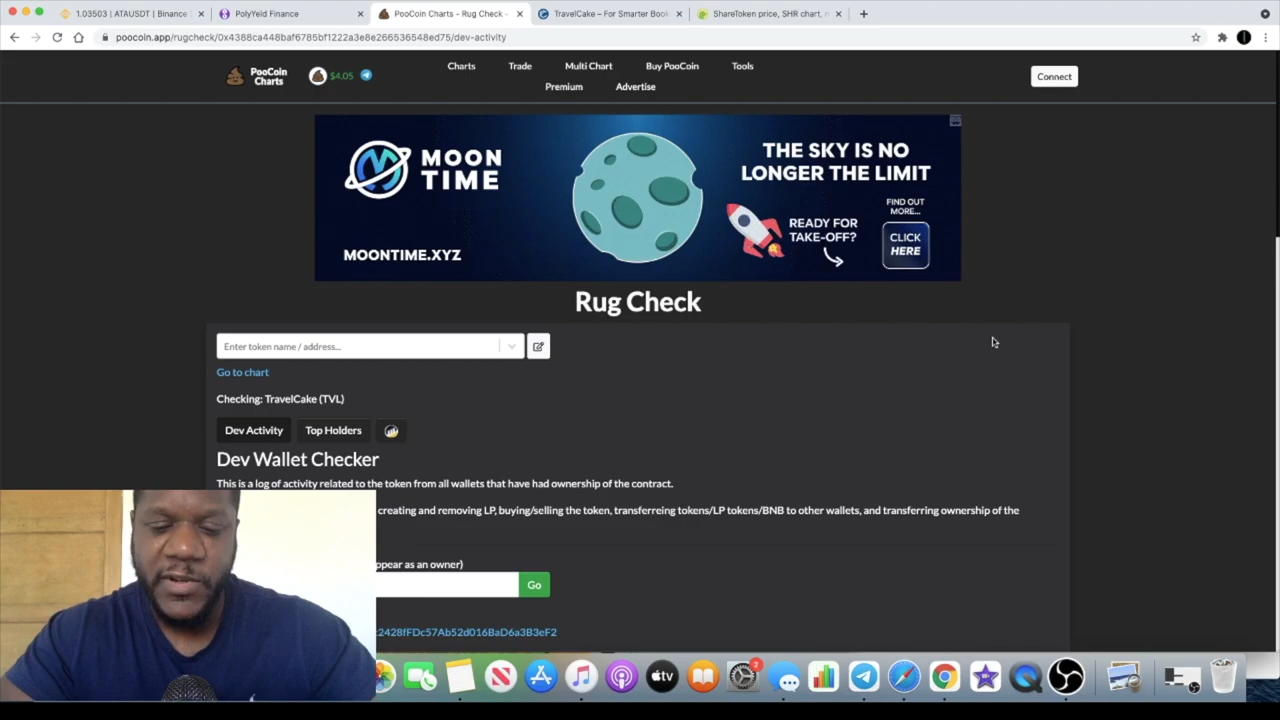 1.03503 | ATAUSDT | Binance
PolyYeld Finance
PooCoin Charts - Rug Check -
TravelCake – For Smarter Book
ShareToken price, SHR chart,
poocoin.app/rugcheck/0x4388ca448baf6785bf1222a3e8e266536548ed75/dev-activity
PooCoin
Charts
$4.05
Charts
Trade
Multi Chart
Buy PooCoin
Tools
Premium
Advertise
Connect
MOON
TIME
MOONTIME.XYZ
THE SKY IS NO
LONGER THE LIMIT
READY FOR
TAKE-OFF?
FIND OUT
MORE...
CLICK
HERE
Rug Check
Enter token name / address...
Go to chart
Checking: TravelCake (TVL)
Dev Activity
Top Holders
Dev Wallet Checker
This is a log of activity related to the token from all wallets that have had ownership of the contract.
creating and removing LP, buying/selling the token, transferreing tokens/LP tokens/BNB to other wallets, and transferring ownership of the
appear as an owner)
Go
2428fFDc57Ab52d016BaD6a3B3eF2
tv
2